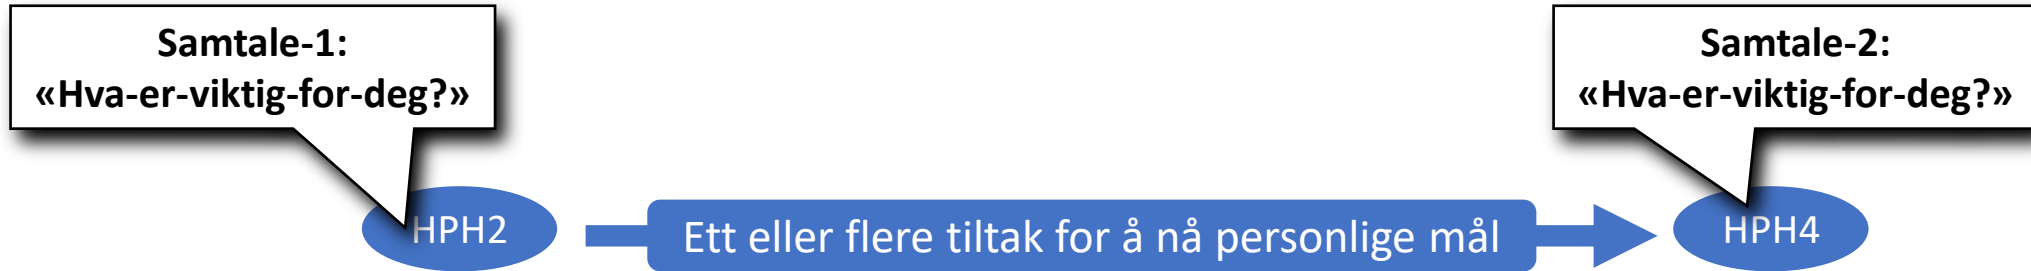 Samtale-1:
«Hva-er-viktig-for-deg?»
Samtale-2:
«Hva-er-viktig-for-deg?»
HPH2
Ett eller flere tiltak for å nå personlige mål
HPH4